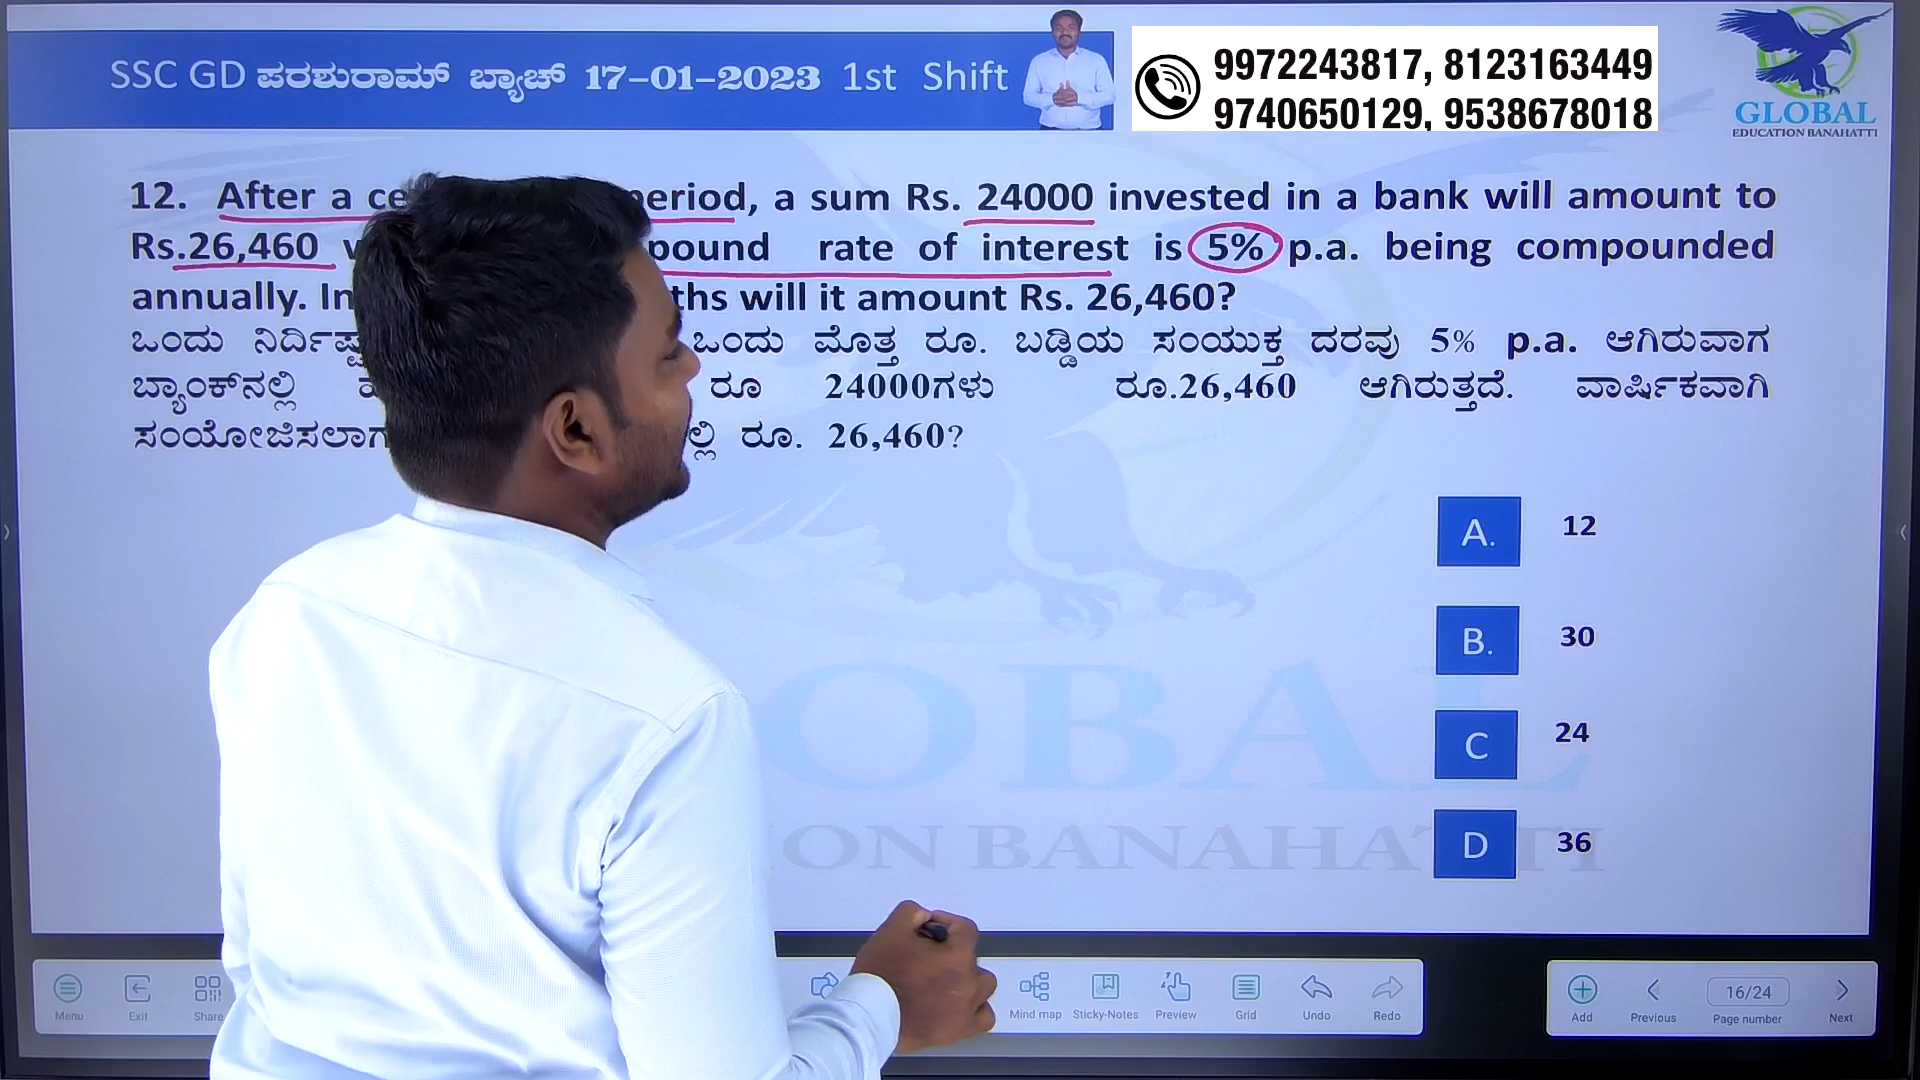 SSC GD ಪರಶುರಾಮ್ ಬ್ಯಾಚ್ 17-01-2023 1st Shift
9972243817, 8123163449
9740650129, 9538678018
GLOBAL
EDUCATION BANAHATTI
12. After a period, a sum Rs. 24000 invested in a bank will amount to
Rs.26,460 rate of interest is 5% p.a. being compounded
annually. In will it amount Rs. 26,460?
ಒಂದು ಒಂದು ಮೊತ್ತ ರೂ. ಬಡ್ಡಿಯ ಸಂಯುಕ್ತ ದರವು 5% p.a. ಆಗಿರುವಾಗ
ಬ್ಯಾಂಕ್‌ನಲ್ಲಿ ರೂ 24000ಗಳು ರೂ.26,460 ಆಗಿರುತ್ತದೆ. ವಾರ್ಷಿಕವಾಗಿ
ರೂ. 26,460?
A. 12
B. 30
C 24
D 36
Menu
Exit
Share
Mind map
Sticky-Notes
Preview
Grid
Undo
Redo
Add
Previous
16/24
Page number
Next